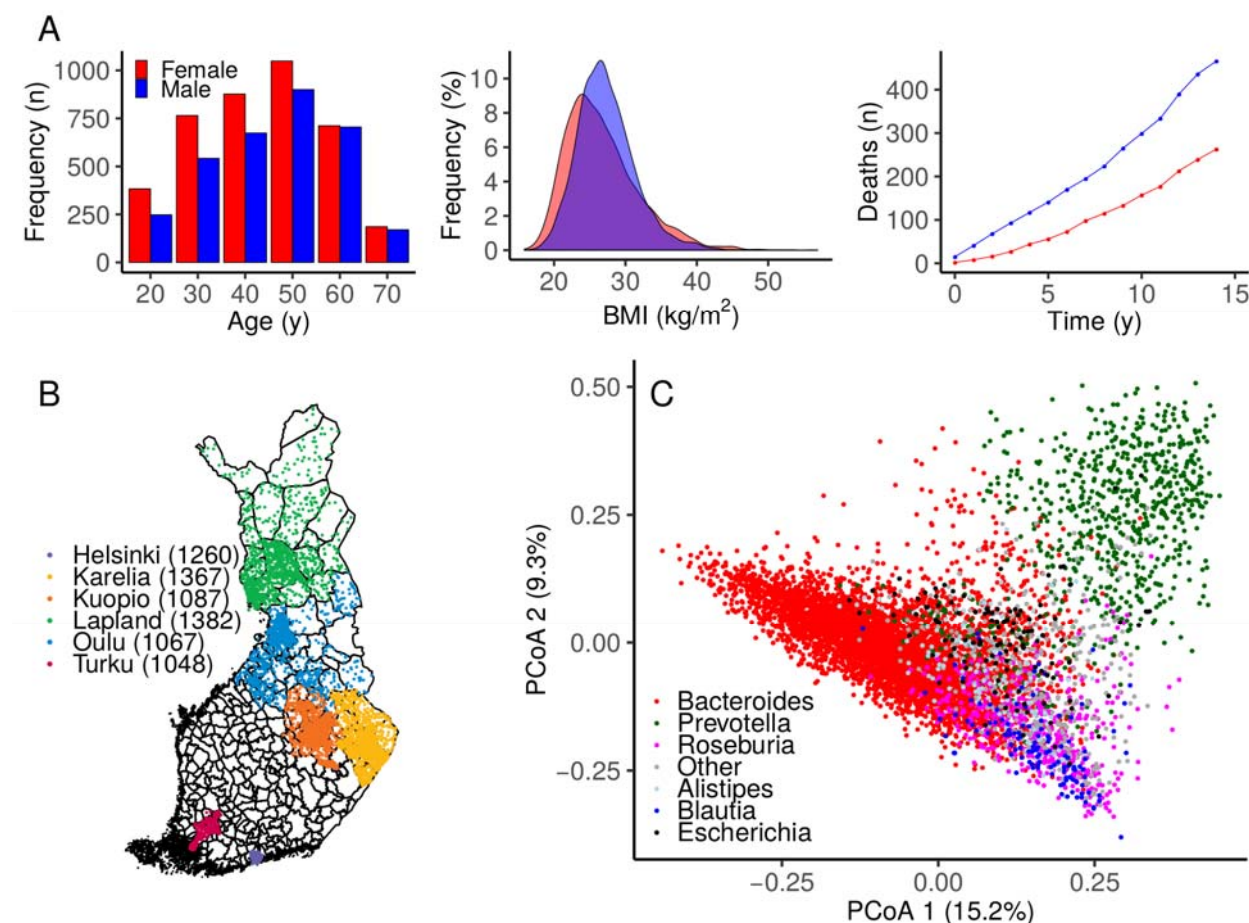 A
Frequency (n)
1000
750
500
250
0
Female
Male
20 30 40 50 60 70
Age (y)
Frequency (%)
10
8
6
4
2
0
20 30 40 50
BMI (kg/m²)
Deaths (n)
400
300
200
100
0
0 5 10 15
Time (y)
B
Helsinki (1260)
Karelia (1367)
Kuopio (1087)
Lapland (1382)
Oulu (1067)
Turku (1048)
C
PCoA 2 (9.3%)
0.50
0.25
0.00
−0.25
Bacteroides
Prevotella
Roseburia
Other
Alistipes
Blautia
Escherichia
−0.25 0.00 0.25
PCoA 1 (15.2%)